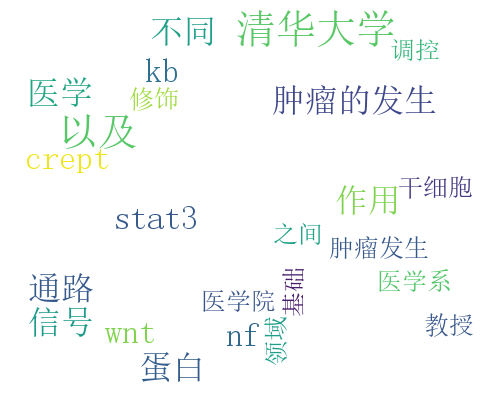 不同
清华大学
调控
kb
医学
修饰
肿瘤的发生
以及
crept
干细胞
作用
stat3
之间
肿瘤发生
医学系
通路
医学院
基础
信号
wnt
nf
领域
教授
蛋白